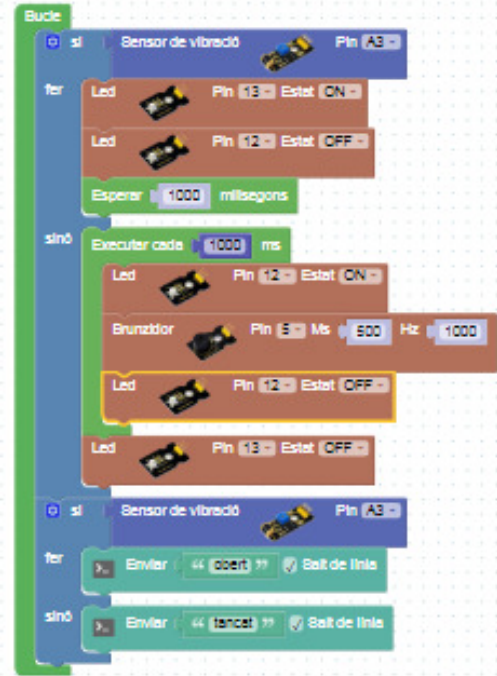 Bucle
si Sensor de vibració Pin A3
fer Led Pin 13 Estat ON
Led Pin 12 Estat OFF
Esperar 1000 milisegons
sinó Executar cada 1000 ms
Led Pin 12 Estat ON
Brunzidor Pin 5 Ms 500 Hz 1000
Led Pin 12 Estat OFF
Led Pin 13 Estat OFF
si Sensor de vibració Pin A3
fer Enviar “ obert ” Salt de línia
sinó Enviar “ tancat ” Salt de línia